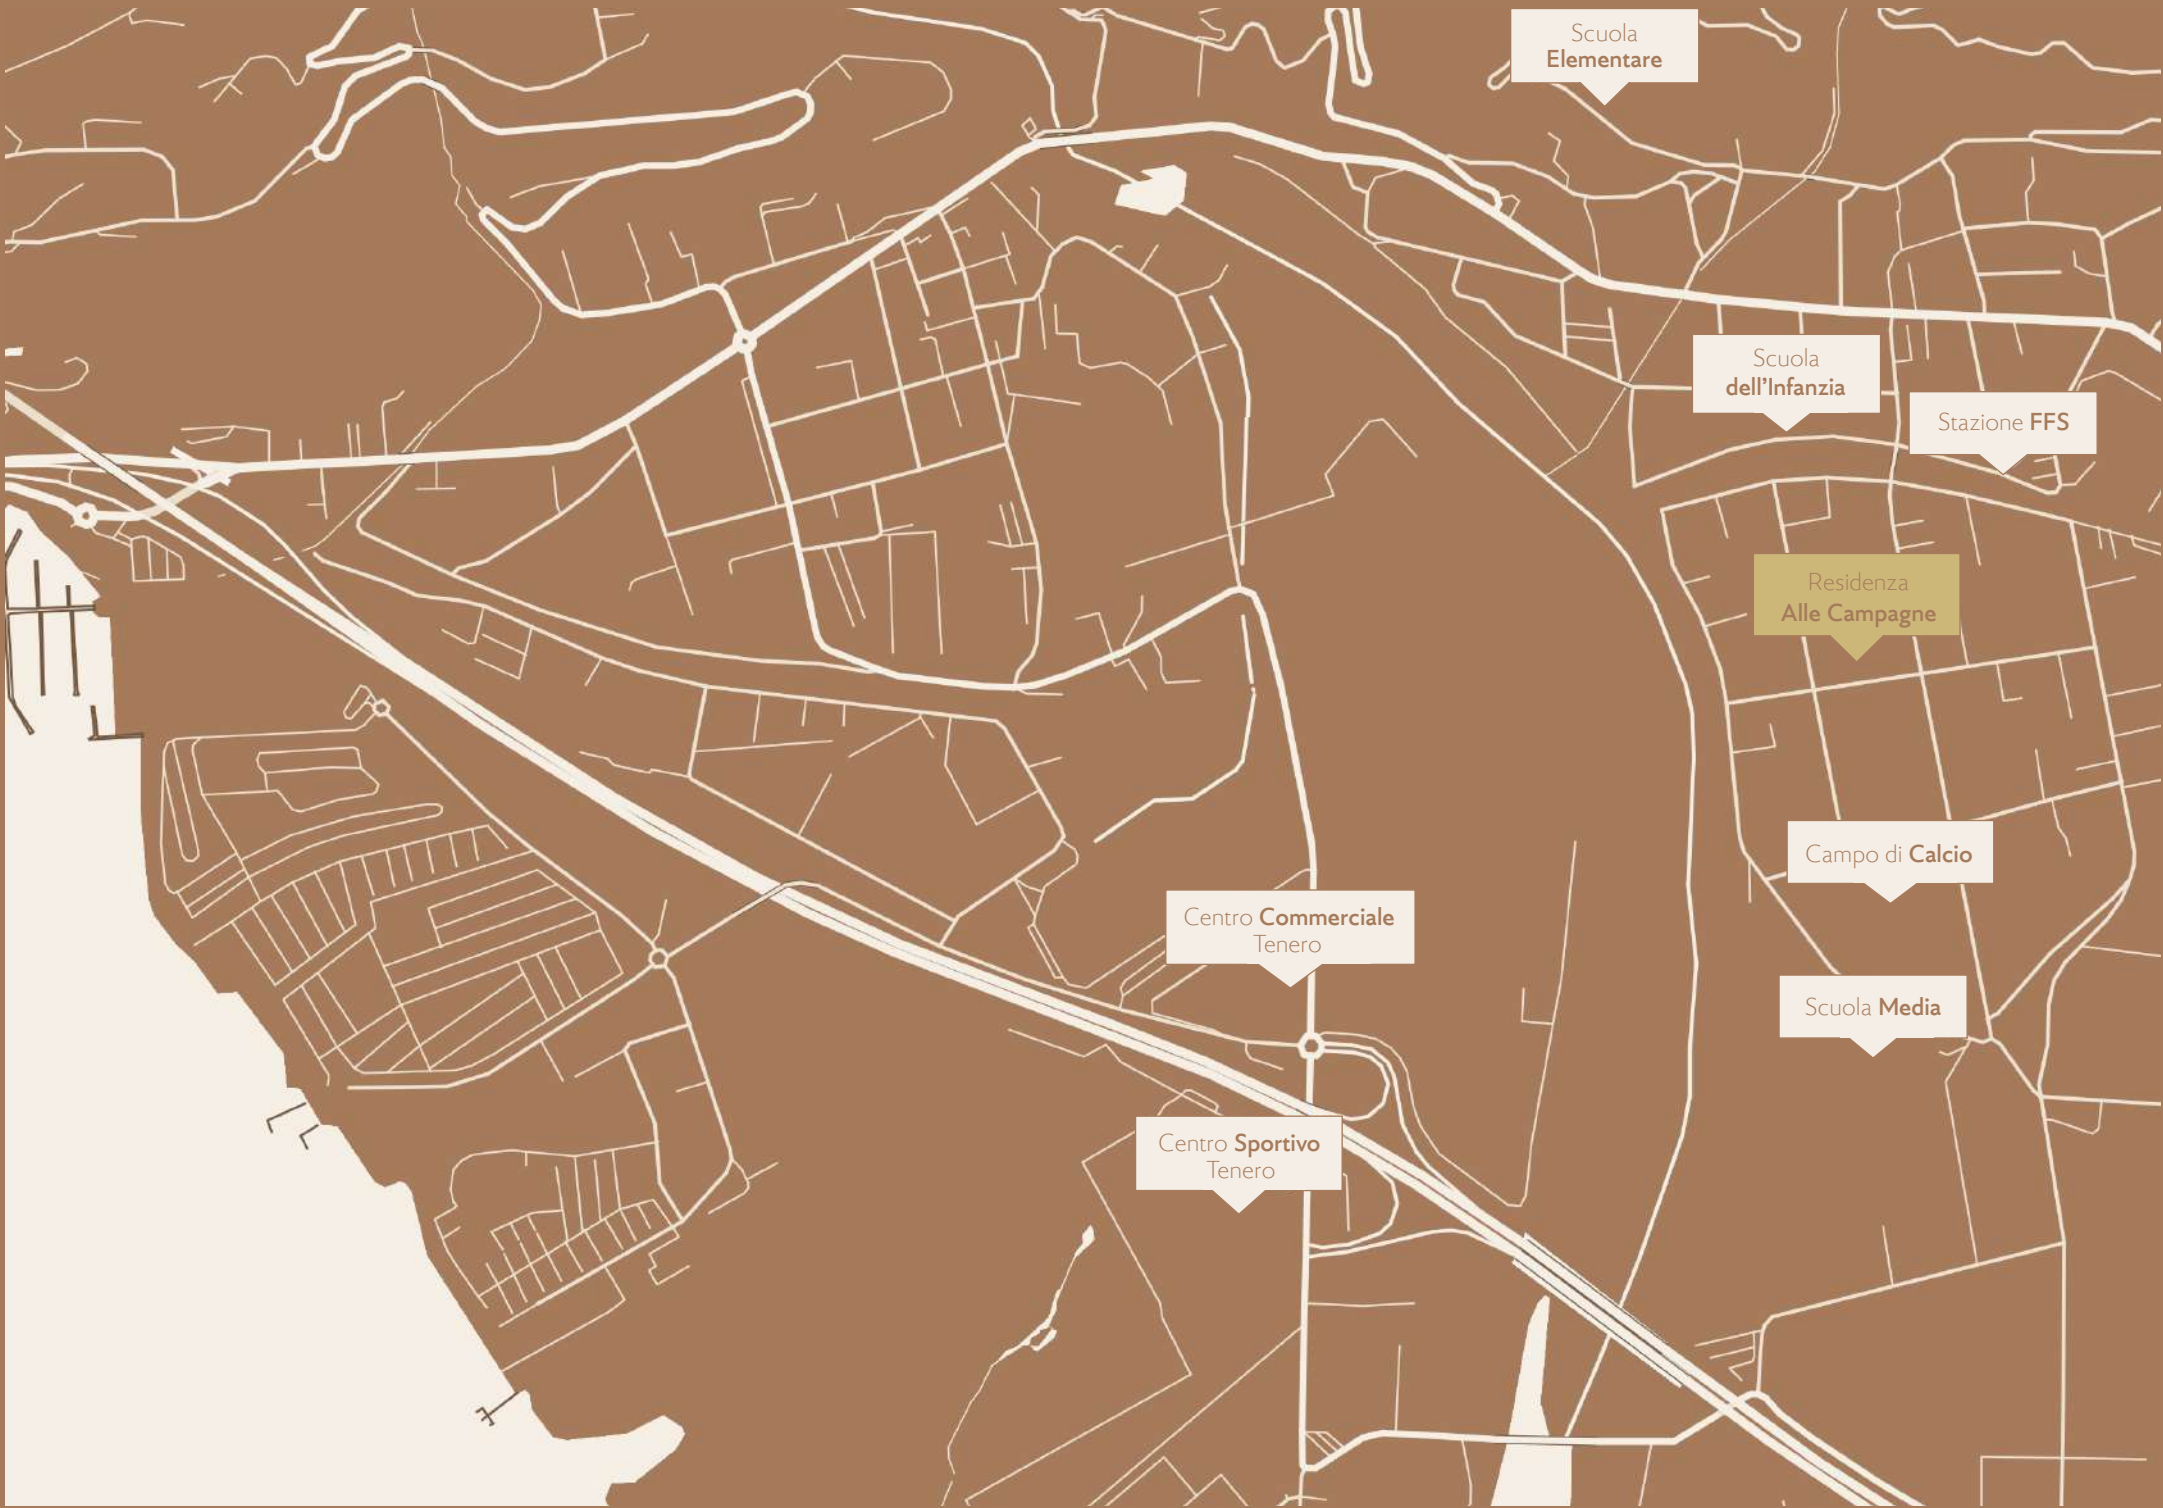 Scuola
Elementare
Scuola
dell'Infanzia
Stazione FFS
Residenza
Alle Campagne
Campo di Calcio
Centro Commerciale
Tenero
Scuola Media
Centro Sportivo
Tenero